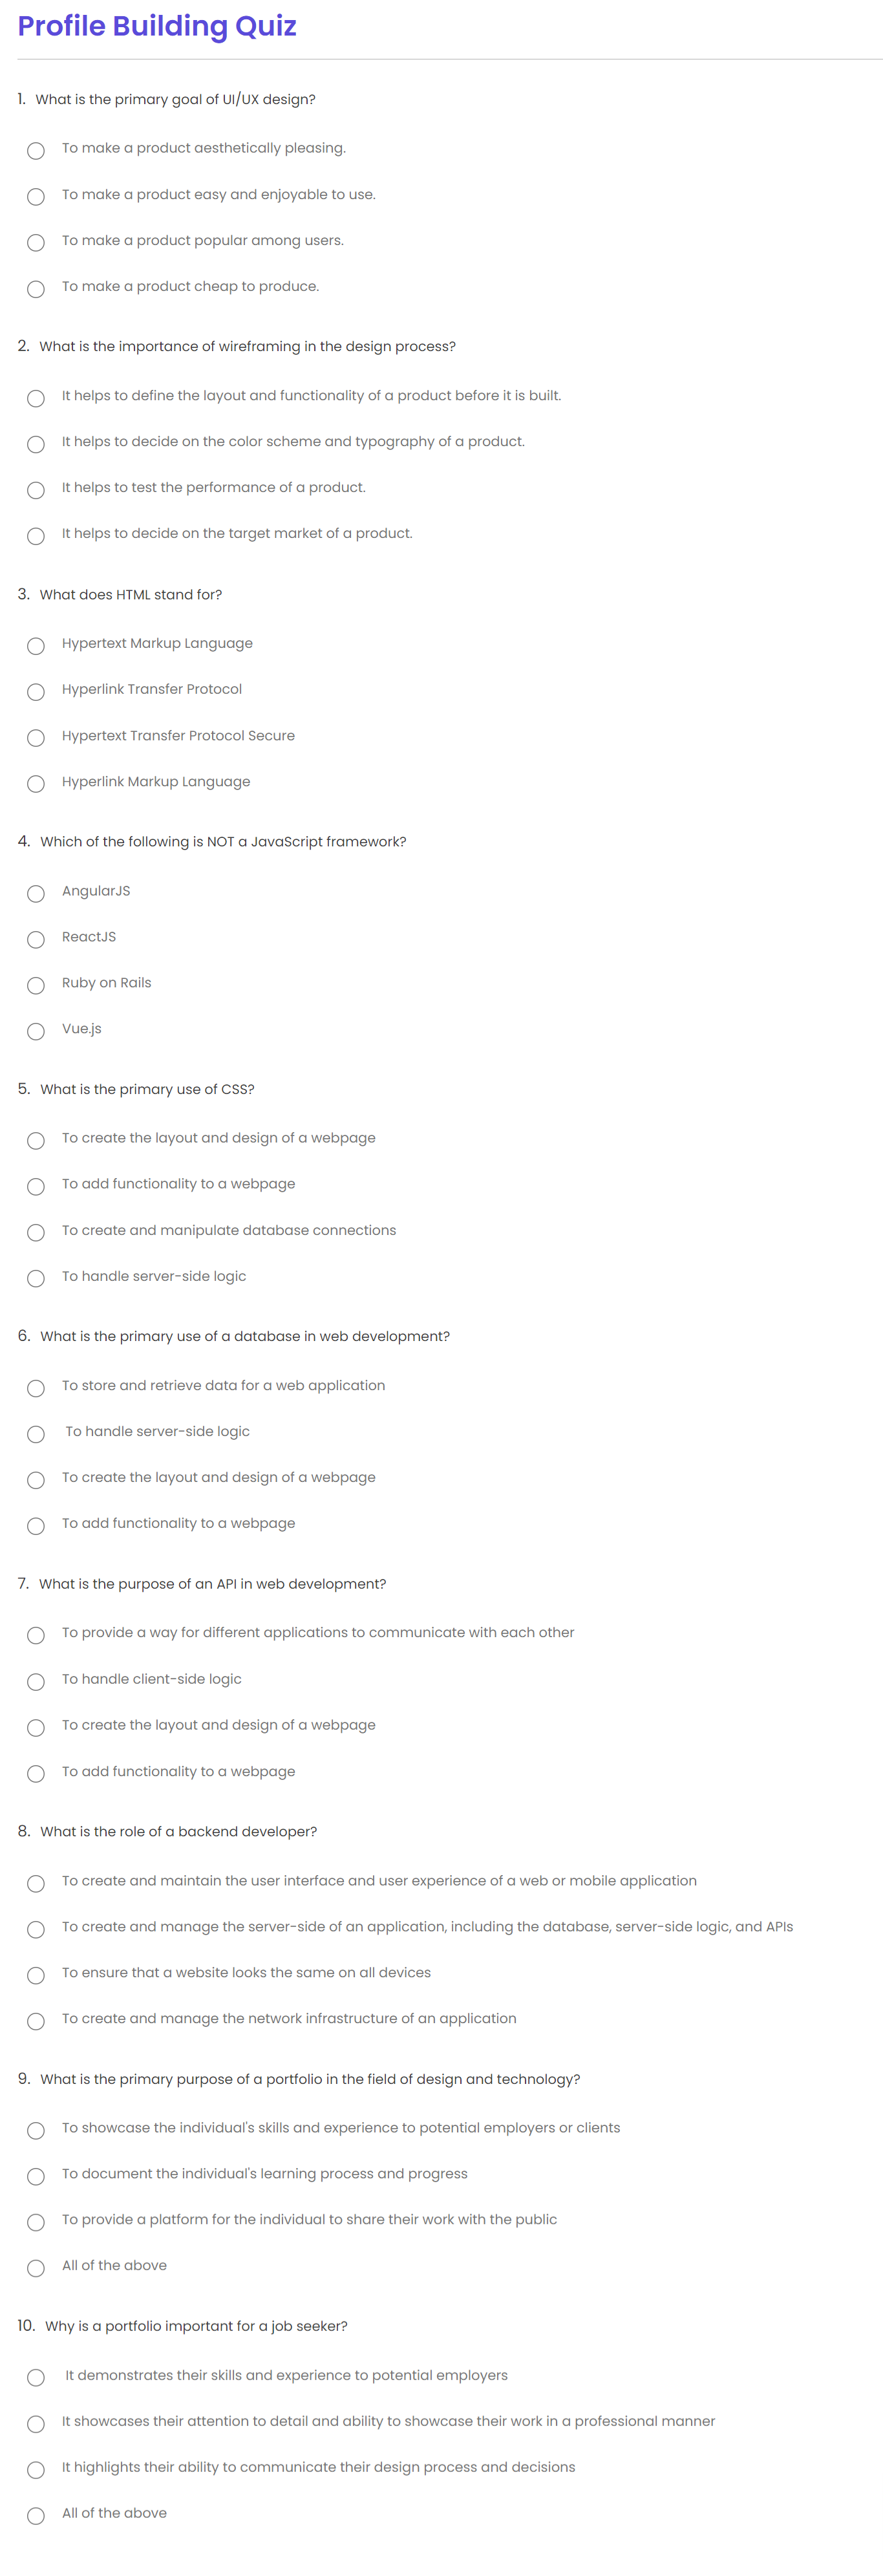 Profile Building Quiz
1. What is the primary goal of UI/UX design?
To make a product aesthetically pleasing.
To make a product easy and enjoyable to use.
To make a product popular among users.
To make a product cheap to produce.
2. What is the importance of wireframing in the design process?
It helps to define the layout and functionality of a product before it is built.
It helps to decide on the color scheme and typography of a product.
It helps to test the performance of a product.
It helps to decide on the target market of a product.
3. What does HTML stand for?
Hypertext Markup Language
Hyperlink Transfer Protocol
Hypertext Transfer Protocol Secure
Hyperlink Markup Language
4. Which of the following is NOT a JavaScript framework?
AngularJS
ReactJS
Ruby on Rails
Vue.js
5. What is the primary use of CSS?
To create the layout and design of a webpage
To add functionality to a webpage
To create and manipulate database connections
To handle server-side logic
6. What is the primary use of a database in web development?
To store and retrieve data for a web application
To handle server-side logic
To create the layout and design of a webpage
To add functionality to a webpage
7. What is the purpose of an API in web development?
To provide a way for different applications to communicate with each other
To handle client-side logic
To create the layout and design of a webpage
To add functionality to a webpage
8. What is the role of a backend developer?
To create and maintain the user interface and user experience of a web or mobile application
To create and manage the server-side of an application, including the database, server-side logic, and APIs
To ensure that a website looks the same on all devices
To create and manage the network infrastructure of an application
9. What is the primary purpose of a portfolio in the field of design and technology?
To showcase the individual's skills and experience to potential employers or clients
To document the individual's learning process and progress
To provide a platform for the individual to share their work with the public
All of the above
10. Why is a portfolio important for a job seeker?
It demonstrates their skills and experience to potential employers
It showcases their attention to detail and ability to showcase their work in a professional manner
It highlights their ability to communicate their design process and decisions
All of the above